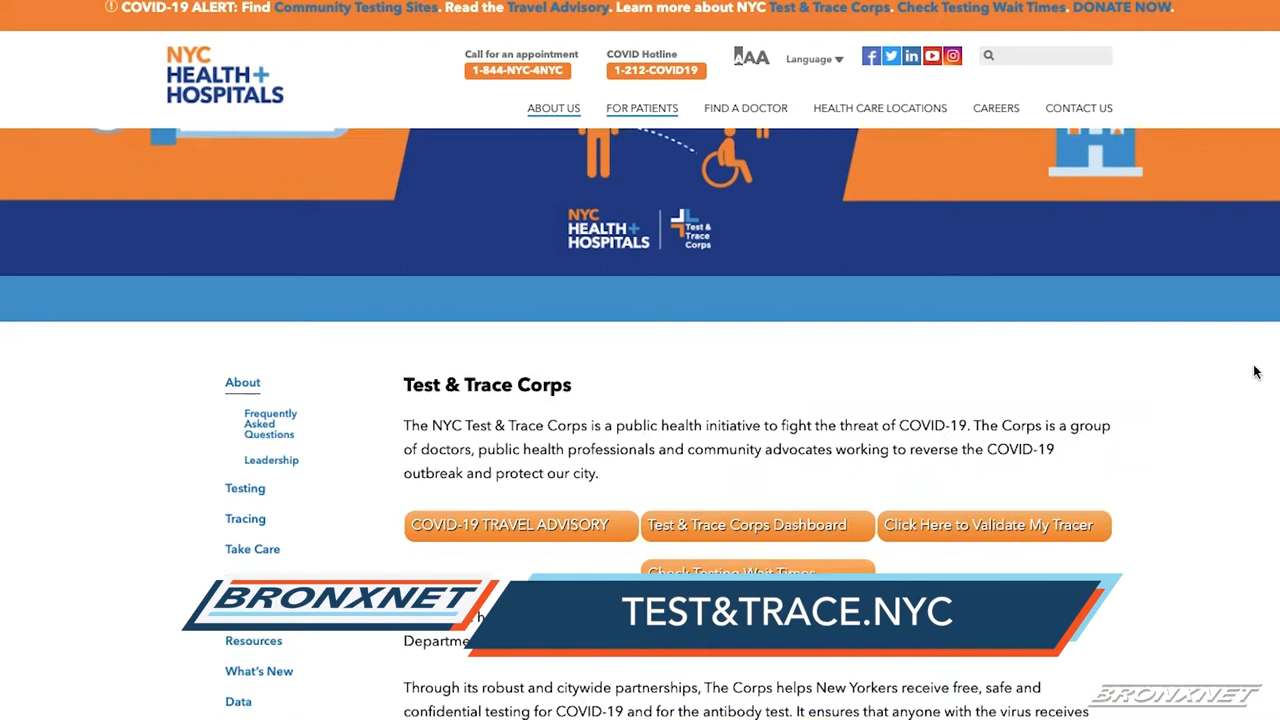 COVID-19 ALERT: Find Community Testing Sites. Read the Travel Advisory. Learn more about NYC Test & Trace Corps. Check Testing Wait Times. DONATE NOW.
NYC
HEALTH+
HOSPITALS
Call for an appointment
1-844-NYC-4NYC
COVID Hotline
1-212-COVID19
AAA
Language
ABOUT US
FOR PATIENTS
FIND A DOCTOR
HEALTH CARE LOCATIONS
CAREERS
CONTACT US
NYC
HEALTH+
HOSPITALS
Test &
Trace
Corps
About
Frequently
Asked
Questions
Leadership
Testing
Tracing
Take Care
Resources
What's New
Data
Test & Trace Corps
The NYC Test & Trace Corps is a public health initiative to fight the threat of COVID-19. The Corps is a group
of doctors, public health professionals and community advocates working to reverse the COVID-19
outbreak and protect our city.
COVID-19 TRAVEL ADVISORY
Test & Trace Corps Dashboard
Click Here to Validate My Tracer
Check Testing Wait Times
BRONXNET
TEST&TRACE.NYC
Through its robust and citywide partnerships, The Corps helps New Yorkers receive free, safe and
confidential testing for COVID-19 and for the antibody test. It ensures that anyone with the virus receives
BRONXNET